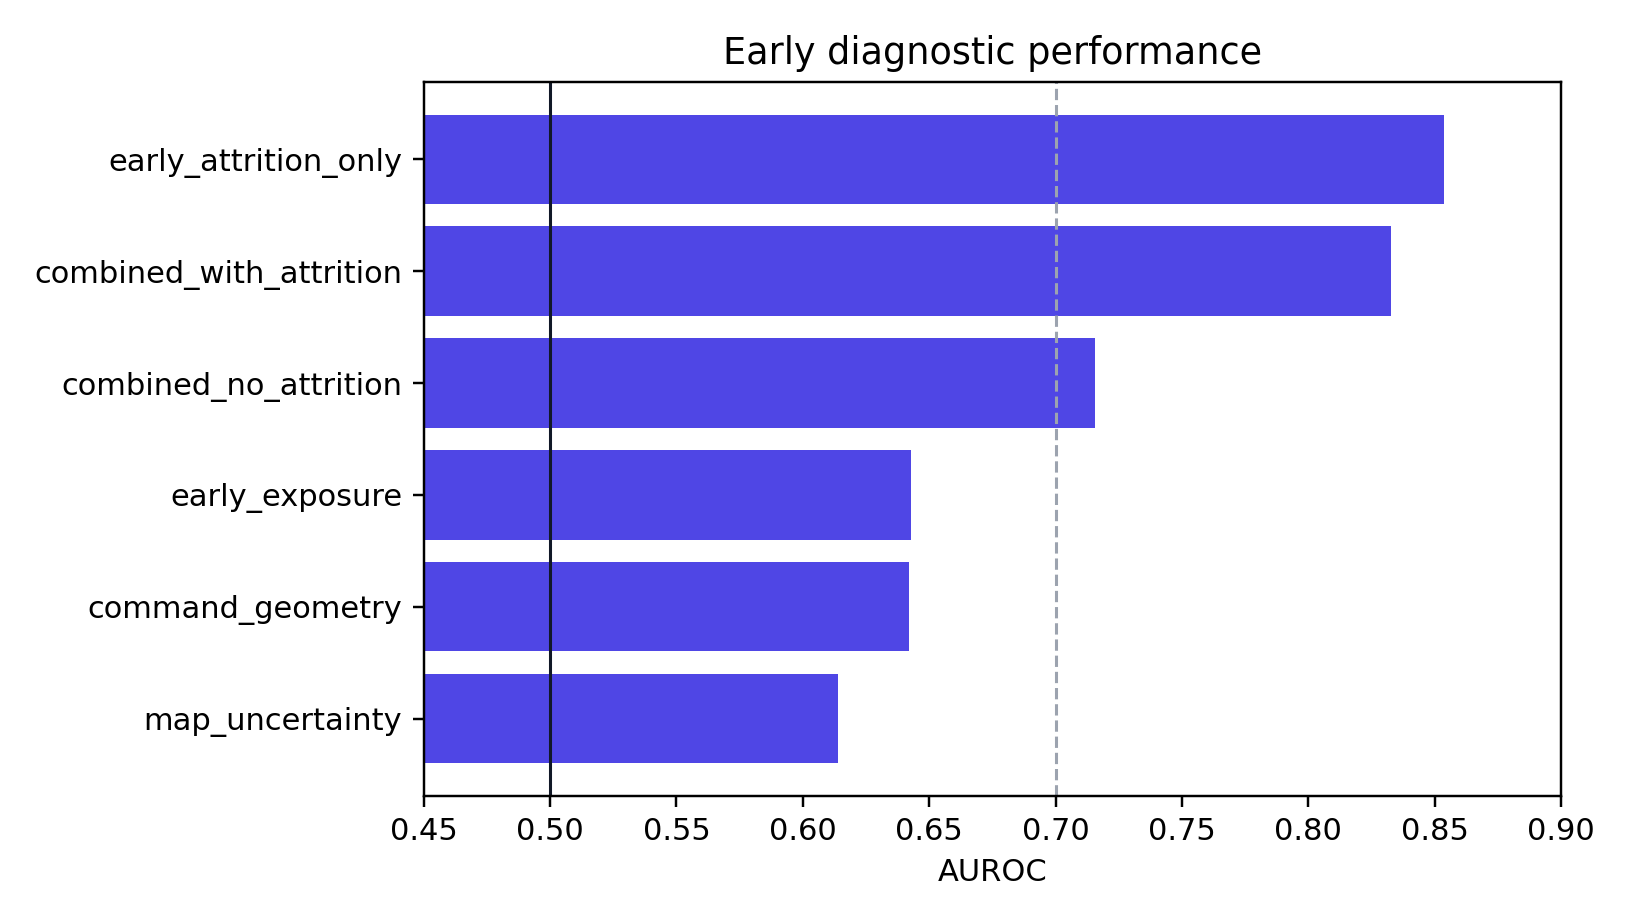 Early diagnostic performance
early_attrition_only
combined_with_attrition
combined_no_attrition
early_exposure
command_geometry
map_uncertainty
0.45 0.50 0.55 0.60 0.65 0.70 0.75 0.80 0.85 0.90
AUROC